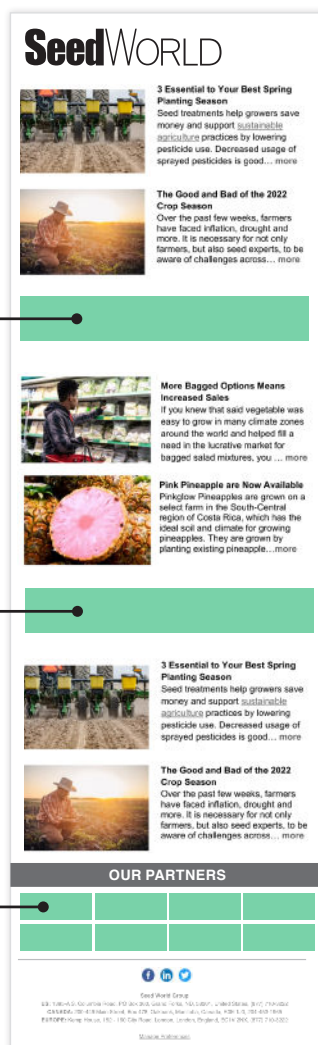 SeedWORLD
3 Essential to Your Best Spring
Planting Season
Seed treatments help growers save
money and support sustainable
agriculture practices by lowering
pesticide use. Decreased usage of
sprayed pesticides is good… more
The Good and Bad of the 2022
Crop Season
Over the past few weeks, farmers
have faced inflation, drought and
more. It is necessary for not only
farmers, but also seed experts, to be
aware of challenges across… more
More Bagged Options Means
Increased Sales
If you knew that said vegetable was
easy to grow in many climate zones
around the world and helped fill a
need in the lucrative market for
bagged salad mixtures, you … more
Pink Pineapple are Now Available
Pinkglow Pineapples are grown on a
select farm in the South-Central
region of Costa Rica, which has the
ideal soil and climate for growing
pineapples. They are grown by
planting existing pineapple…more
3 Essential to Your Best Spring
Planting Season
Seed treatments help growers save
money and support sustainable
agriculture practices by lowering
pesticide use. Decreased usage of
sprayed pesticides is good… more
The Good and Bad of the 2022
Crop Season
Over the past few weeks, farmers
have faced inflation, drought and
more. It is necessary for not only
farmers, but also seed experts, to be
aware of challenges across… more
OUR PARTNERS
f in
Seed World Group